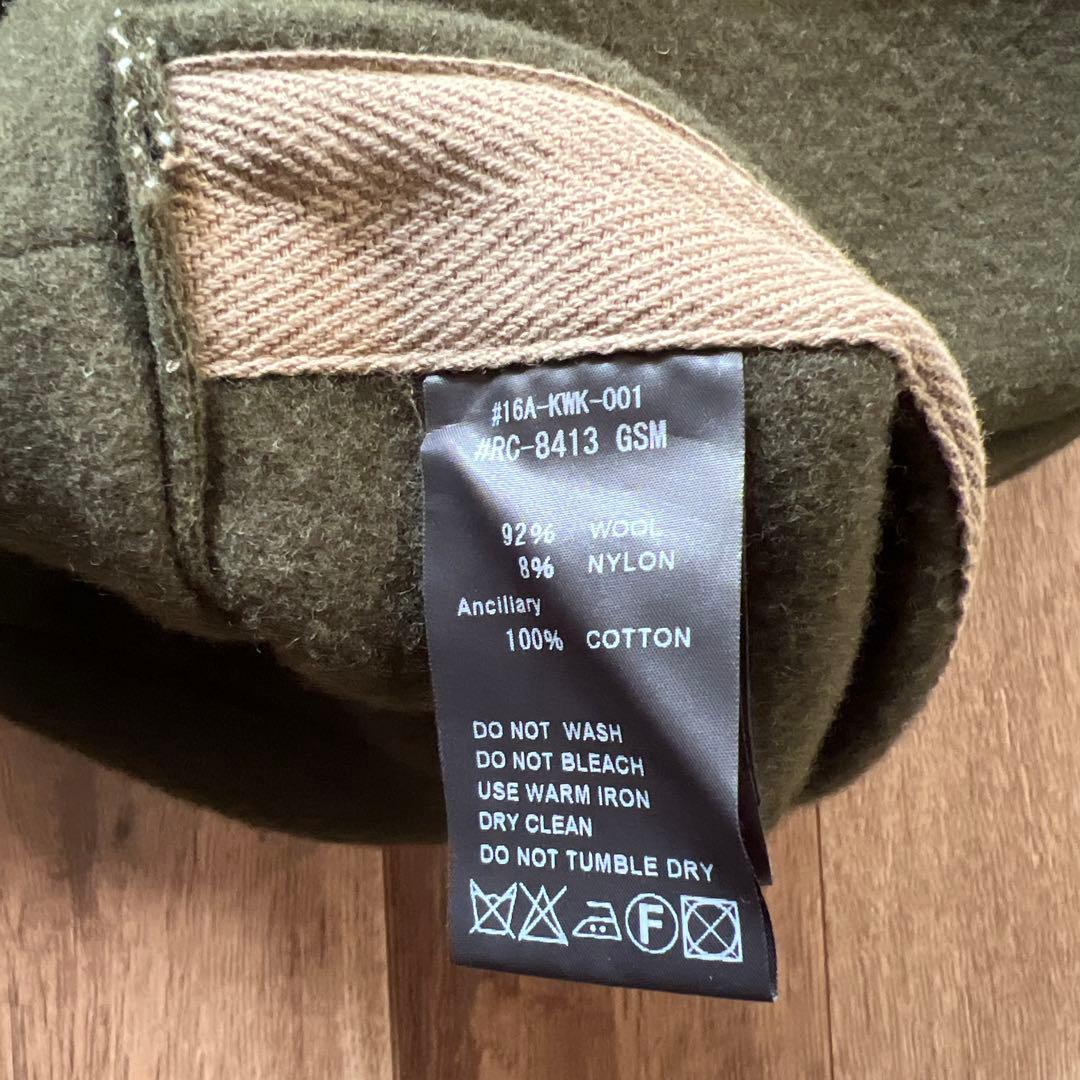 #16A-KWK-001
#RC-8413 GSM
92% WOOL
8% NYLON
Ancillary
100% COTTON
DO NOT WASH
DO NOT BLEACH
USE WARM IRON
DRY CLEAN
DO NOT TUMBLE DRY
F